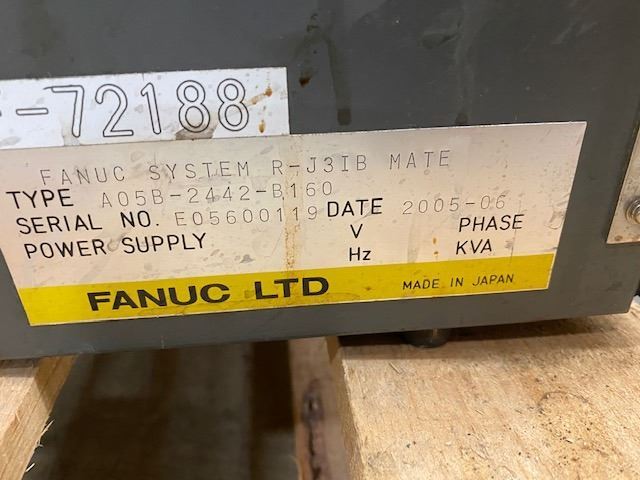 -72188
FANUC SYSTEM R-J3IB MATE
TYPE A05B-2442-B160
SERIAL NO. E05600119 DATE 2005-06
POWER SUPPLY V PHASE
Hz KVA
FANUC LTD MADE IN JAPAN